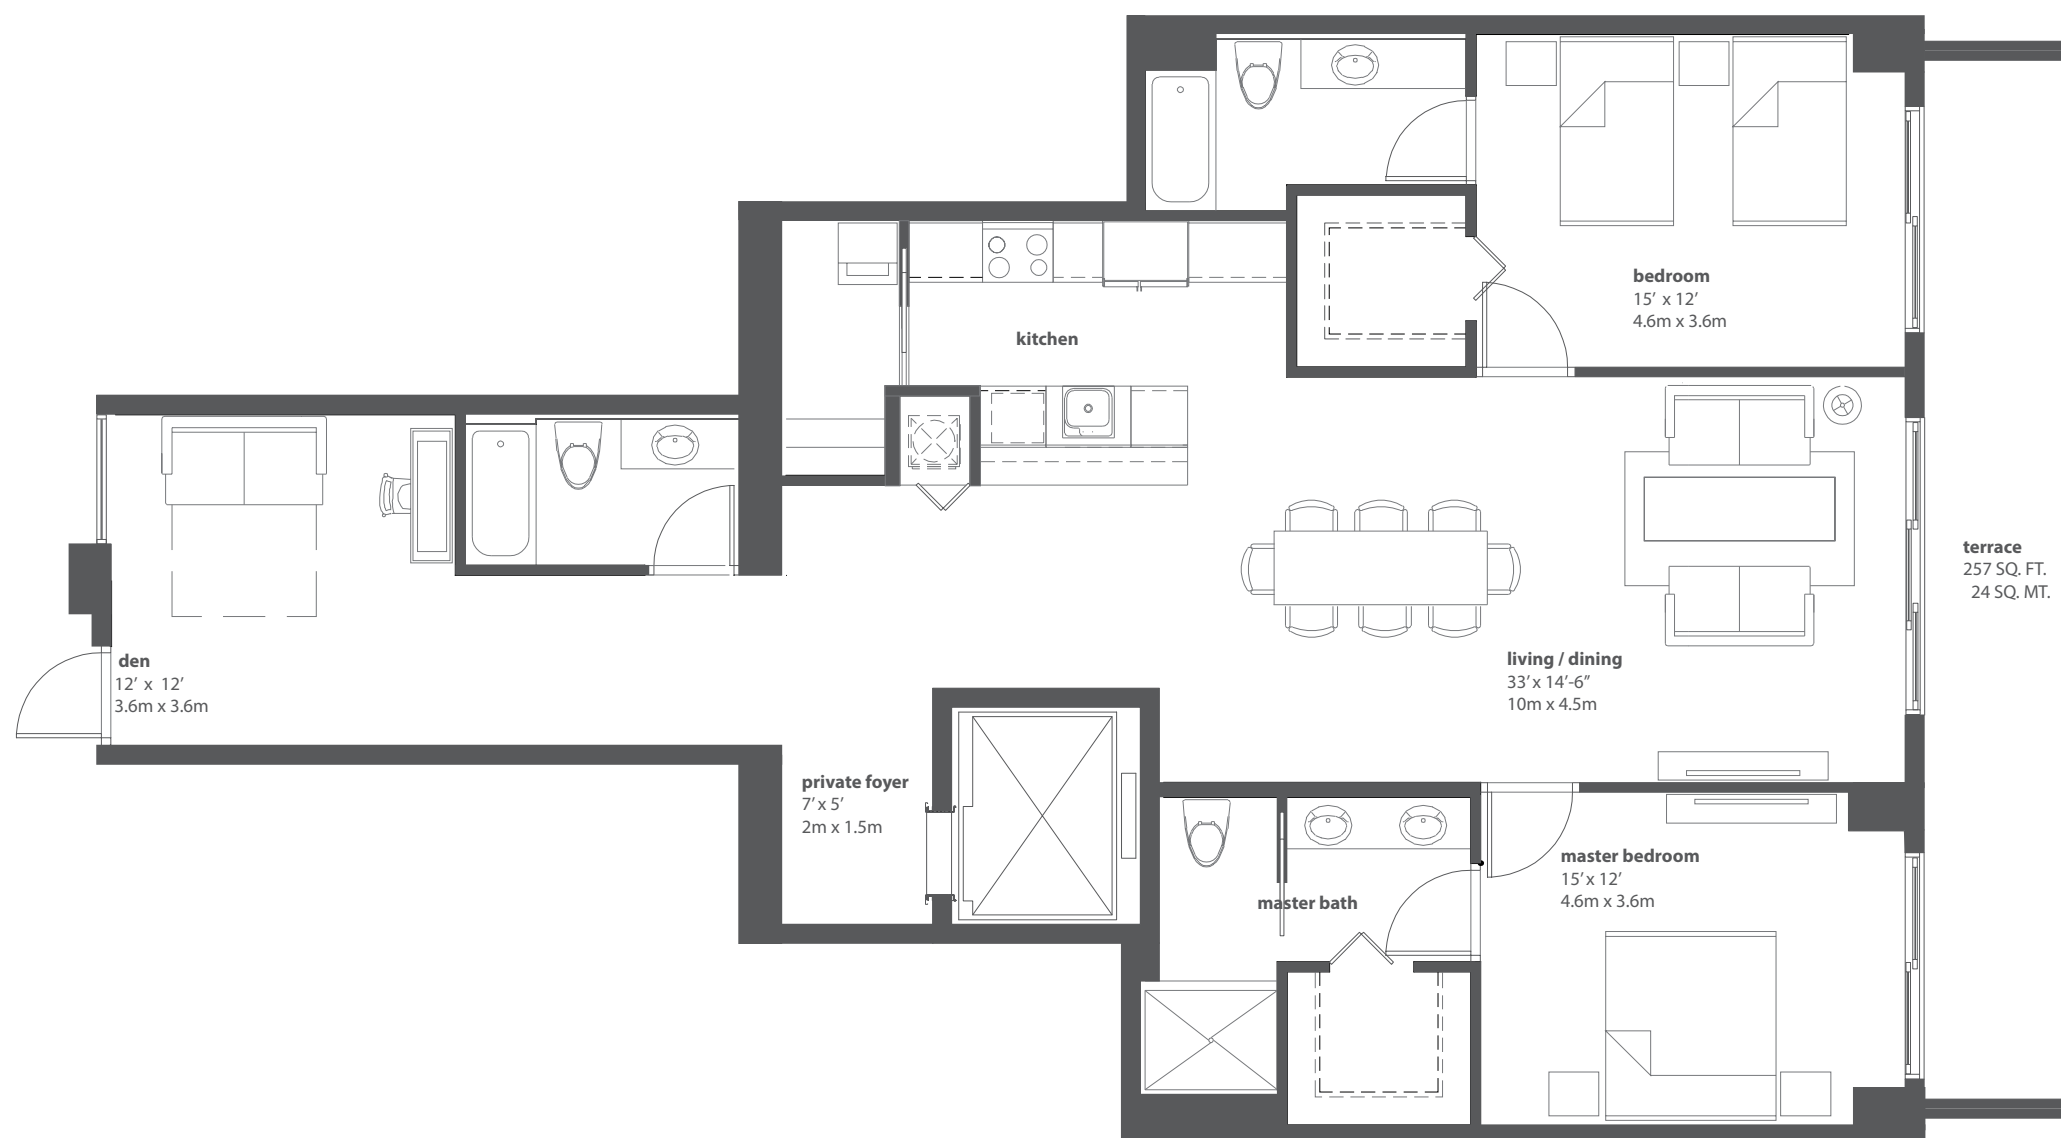 bedroom
15’ x 12’
4.6m x 3.6m
kitchen
terrace
257 SQ. FT.
24 SQ. MT.
den
12’ x 12’
3.6m x 3.6m
living / dining
33’ x 14’-6”
10m x 4.5m
private foyer
7’ x 5’
2m x 1.5m
master bedroom
15’ x 12’
4.6m x 3.6m
master bath